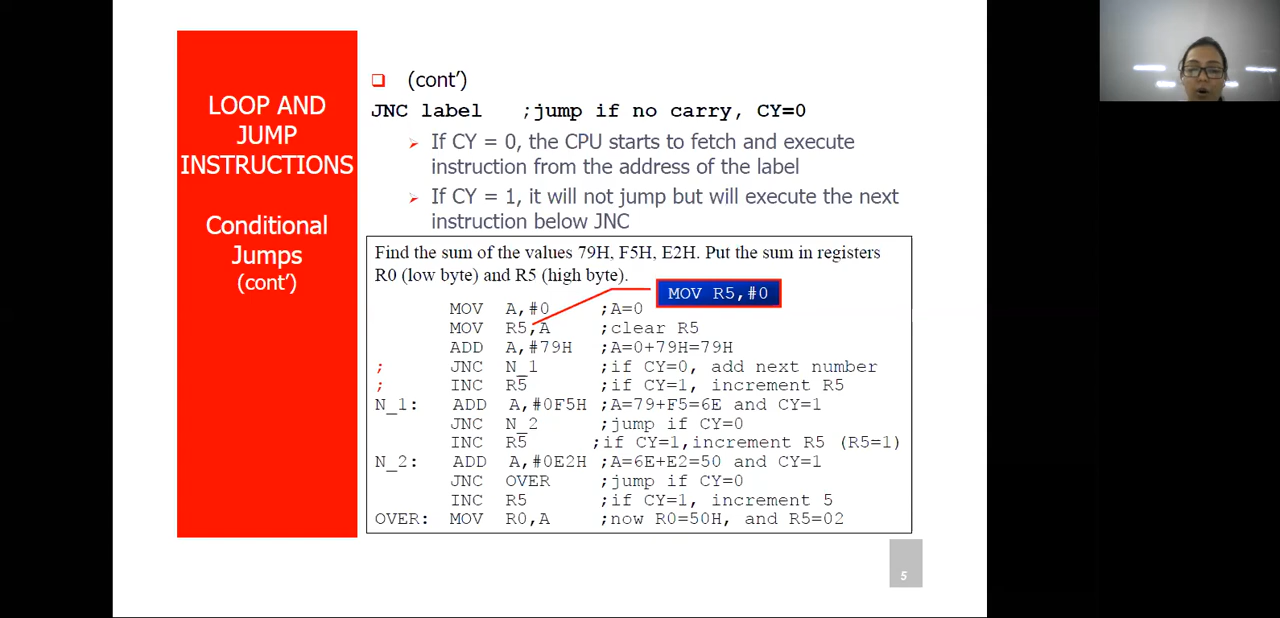 LOOP AND
JUMP
INSTRUCTIONS
Conditional
Jumps
(cont’)
(cont’)
JNC label ;jump if no carry, CY=0
If CY = 0, the CPU starts to fetch and execute
instruction from the address of the label
If CY = 1, it will not jump but will execute the next
instruction below JNC
Find the sum of the values 79H, F5H, E2H. Put the sum in registers
R0 (low byte) and R5 (high byte).
MOV R5,#0
MOV A,#0 ;A=0
MOV R5,A ;clear R5
ADD A,#79H ;A=0+79H=79H
; JNC N_1 ;if CY=0, add next number
; INC R5 ;if CY=1, increment R5
N_1: ADD A,#0F5H ;A=79+F5=6E and CY=1
JNC N_2 ;jump if CY=0
INC R5 ;if CY=1,increment R5 (R5=1)
N_2: ADD A,#0E2H ;A=6E+E2=50 and CY=1
JNC OVER ;jump if CY=0
INC R5 ;if CY=1, increment 5
OVER: MOV R0,A ;now R0=50H, and R5=02
5